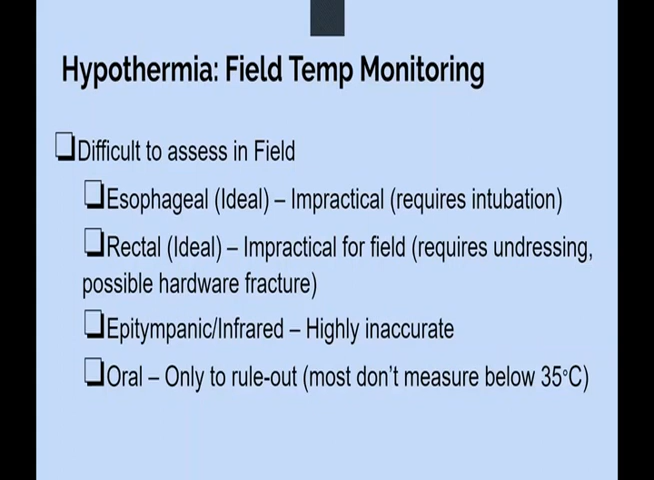 Hypothermia: Field Temp Monitoring
Difficult to assess in Field
Esophageal (Ideal) – Impractical (requires intubation)
Rectal (Ideal) – Impractical for field (requires undressing,
possible hardware fracture)
Epitympanic/Infrared – Highly inaccurate
Oral – Only to rule-out (most don't measure below 35°C)